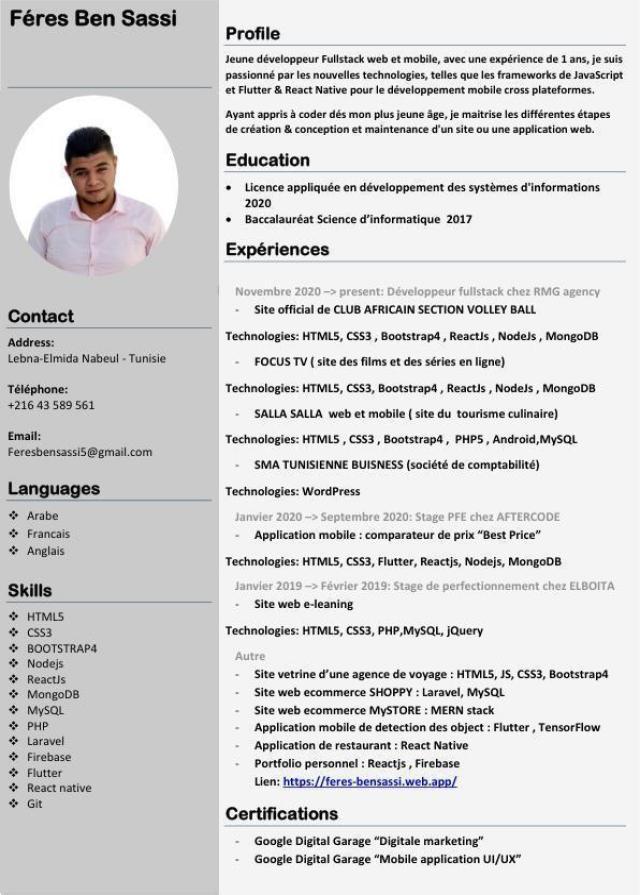 Féres Ben Sassi
Contact
Address:
Lebna-Elmida Nabeul - Tunisie
Téléphone:
+216 43 589 561
Email:
Feresbensassi5@gmail.com
Languages
❖ Arabe
❖ Francais
❖ Anglais
Skills
❖ HTML5
❖ CSS3
❖ BOOTSTRAP4
❖ Nodejs
❖ ReactJs
❖ MongoDB
❖ MySQL
❖ PHP
❖ Laravel
❖ Firebase
❖ Flutter
❖ React native
❖ Git
Profile
Jeune développeur Fullstack web et mobile, avec une expérience de 1 ans, je suis
passionné par les nouvelles technologies, telles que les frameworks de JavaScript
et Flutter & React Native pour le développement mobile cross plateformes.
Ayant appris à coder dés mon plus jeune âge, je maitrise les différentes étapes
de création & conception et maintenance d'un site ou une application web.
Education
• Licence appliquée en développement des systèmes d'informations
2020
• Baccalauréat Science d'informatique 2017
Expériences
Novembre 2020 –> present: Développeur fullstack chez RMG agency
- Site official de CLUB AFRICAIN SECTION VOLLEY BALL
Technologies: HTML5, CSS3 , Bootstrap4 , ReactJs , NodeJs , MongoDB
- FOCUS TV ( site des films et des séries en ligne)
Technologies: HTML5, CSS3, Bootstrap4 , ReactJs , NodeJs , MongoDB
- SALLA SALLA web et mobile ( site du tourisme culinaire)
Technologies: HTML5 , CSS3 , Bootstrap4 , PHP5 , Android,MySQL
- SMA TUNISIENNE BUISNESS (société de comptabilité)
Technologies: WordPress
Janvier 2020 –> Septembre 2020: Stage PFE chez AFTERCODE
- Application mobile : comparateur de prix “Best Price”
Technologies: HTML5, CSS3, Flutter, Reactjs, Nodejs, MongoDB
Janvier 2019 –> Février 2019: Stage de perfectionnement chez ELBOITA
- Site web e-leaning
Technologies: HTML5, CSS3, PHP,MySQL, jQuery
Autre
- Site vetrine d'une agence de voyage : HTML5, JS, CSS3, Bootstrap4
- Site web ecommerce SHOPPY : Laravel, MySQL
- Site web ecommerce MySTORE : MERN stack
- Application mobile de detection des object : Flutter , TensorFlow
- Application de restaurant : React Native
- Portfolio personnel : Reactjs , Firebase
Lien: https://feres-bensassi.web.app/
Certifications
- Google Digital Garage “Digitale marketing”
- Google Digital Garage “Mobile application UI/UX”